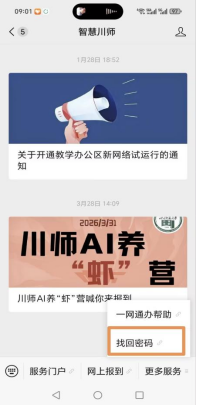 09:01
5
智慧川师
1月28日 18:52
关于开通教学办公区新网络试运行的通
知
3月28日 14:09
2026/3/31
川师AI养
“虾”营
川师AI养“虾”营喊你来报到
一网通办帮助
找回密码
服务门户
网上报到
更多服务